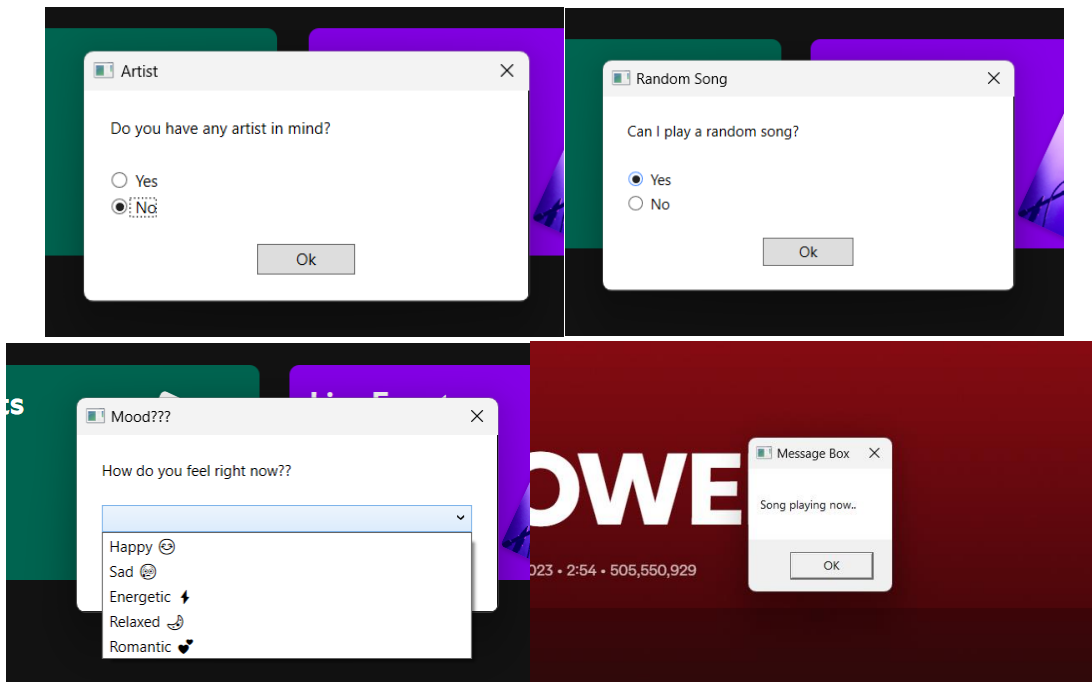 Artist
Do you have any artist in mind?
Yes
No
Ok
Random Song
Can I play a random song?
Yes
No
Ok
ts
Mood???
How do you feel right now??
Happy 😊
Sad 😢
Energetic ⚡
Relaxed 🌙
Romantic 💕
OWE
023 • 2:54 • 505,550,929
Message Box
Song playing now..
OK